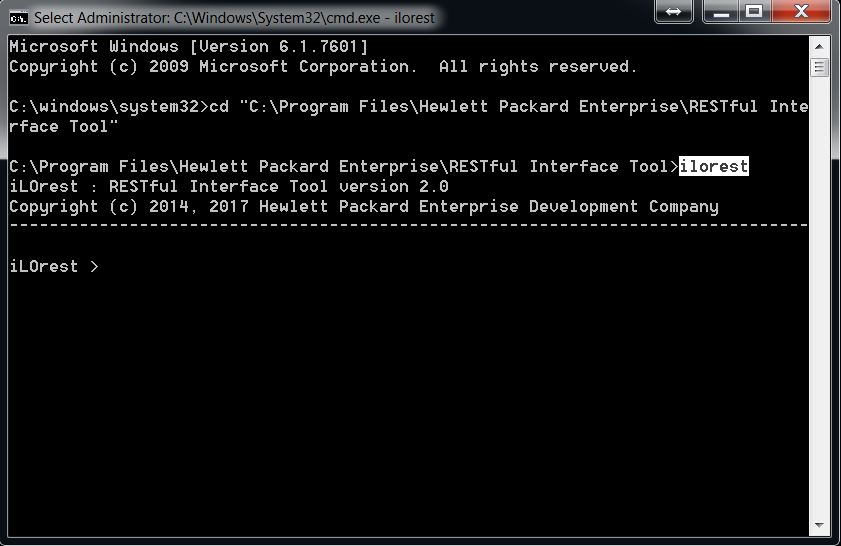 Select Administrator: C:\Windows\System32\cmd.exe - ilorest
Microsoft Windows [Version 6.1.7601]
Copyright (c) 2009 Microsoft Corporation.  All rights reserved.
C:\windows\system32>cd "C:\Program Files\Hewlett Packard Enterprise\RESTful Inte
rface Tool"
C:\Program Files\Hewlett Packard Enterprise\RESTful Interface Tool>ilorest
iLOrest : RESTful Interface Tool version 2.0
Copyright (c) 2014, 2017 Hewlett Packard Enterprise Development Company
--------------------------------------------------------------------------------
iLOrest >